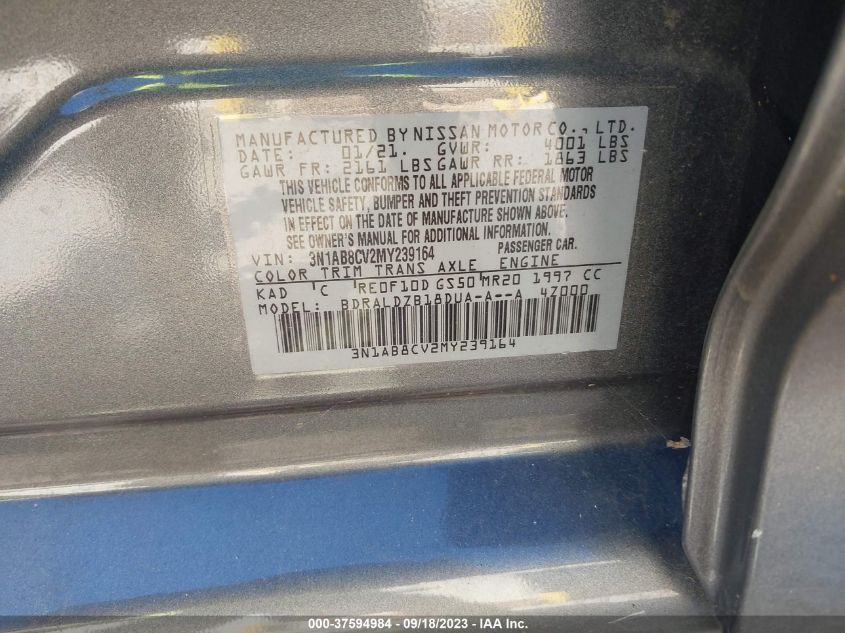 MANUFACTURED BY NISSAN MOTOR CO., LTD.
DATE: 01/21. GVWR: 4001 LBS
GAWR FR: 2161 LBS GAWR RR: 1863 LBS
THIS VEHICLE CONFORMS TO ALL APPLICABLE FEDERAL MOTOR
VEHICLE SAFETY, BUMPER AND THEFT PREVENTION STANDARDS
IN EFFECT ON THE DATE OF MANUFACTURE SHOWN ABOVE.
SEE OWNER'S MANUAL FOR ADDITIONAL INFORMATION.
VIN: 3N1AB8CV2MY239164 PASSENGER CAR.
COLOR TRIM TRANS AXLE ENGINE
KAD C RE0F10D GS50 MR20 1997 CC
MODEL: BDRALDZB18DUA-A--A 4Z000
3N1AB8CV2MY239164
000-37594984 - 09/18/2023 - IAA Inc.